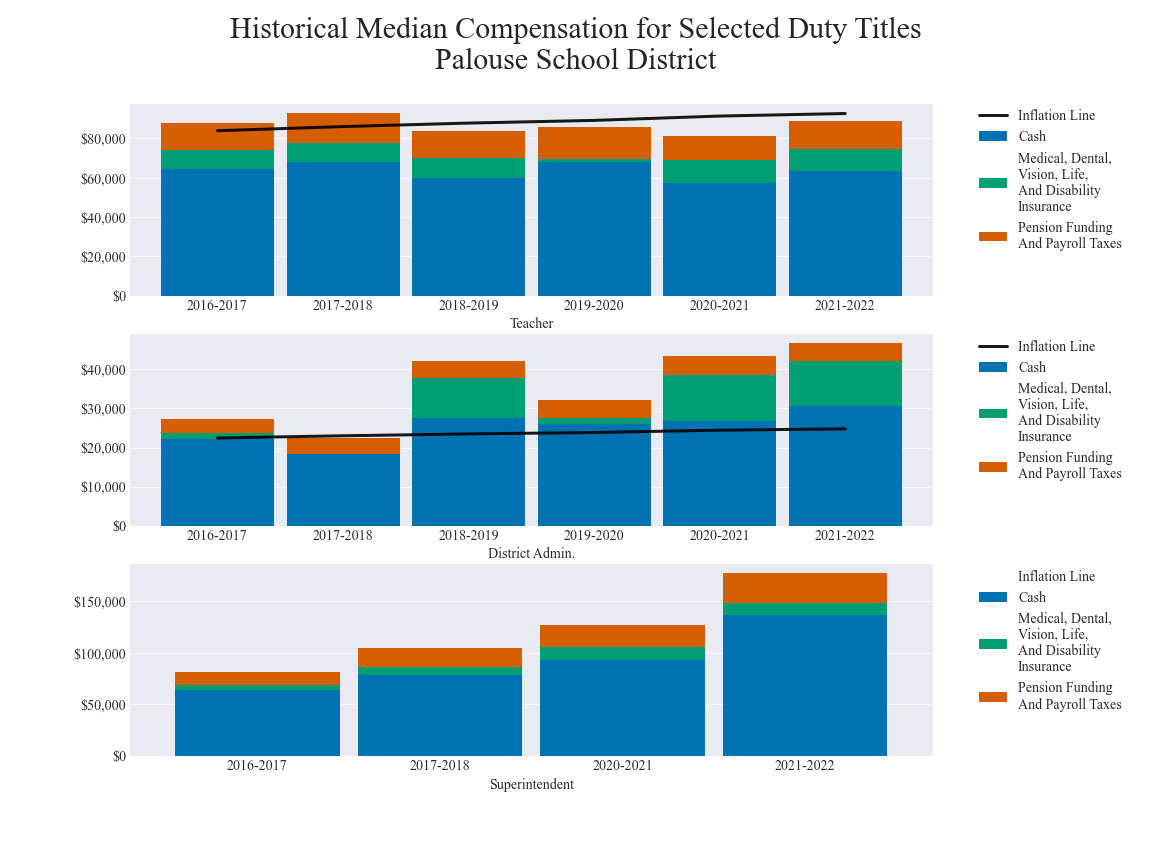 Historical Median Compensation for Selected Duty Titles
Palouse School District
$80,000
$60,000
$40,000
$20,000
$0
2016-2017 2017-2018 2018-2019 2019-2020 2020-2021 2021-2022
Teacher
Inflation Line
Cash
Medical, Dental,
Vision, Life,
And Disability
Insurance
Pension Funding
And Payroll Taxes
$40,000
$30,000
$20,000
$10,000
$0
2016-2017 2017-2018 2018-2019 2019-2020 2020-2021 2021-2022
District Admin.
Inflation Line
Cash
Medical, Dental,
Vision, Life,
And Disability
Insurance
Pension Funding
And Payroll Taxes
$150,000
$100,000
$50,000
$0
2016-2017 2017-2018 2020-2021 2021-2022
Superintendent
Inflation Line
Cash
Medical, Dental,
Vision, Life,
And Disability
Insurance
Pension Funding
And Payroll Taxes